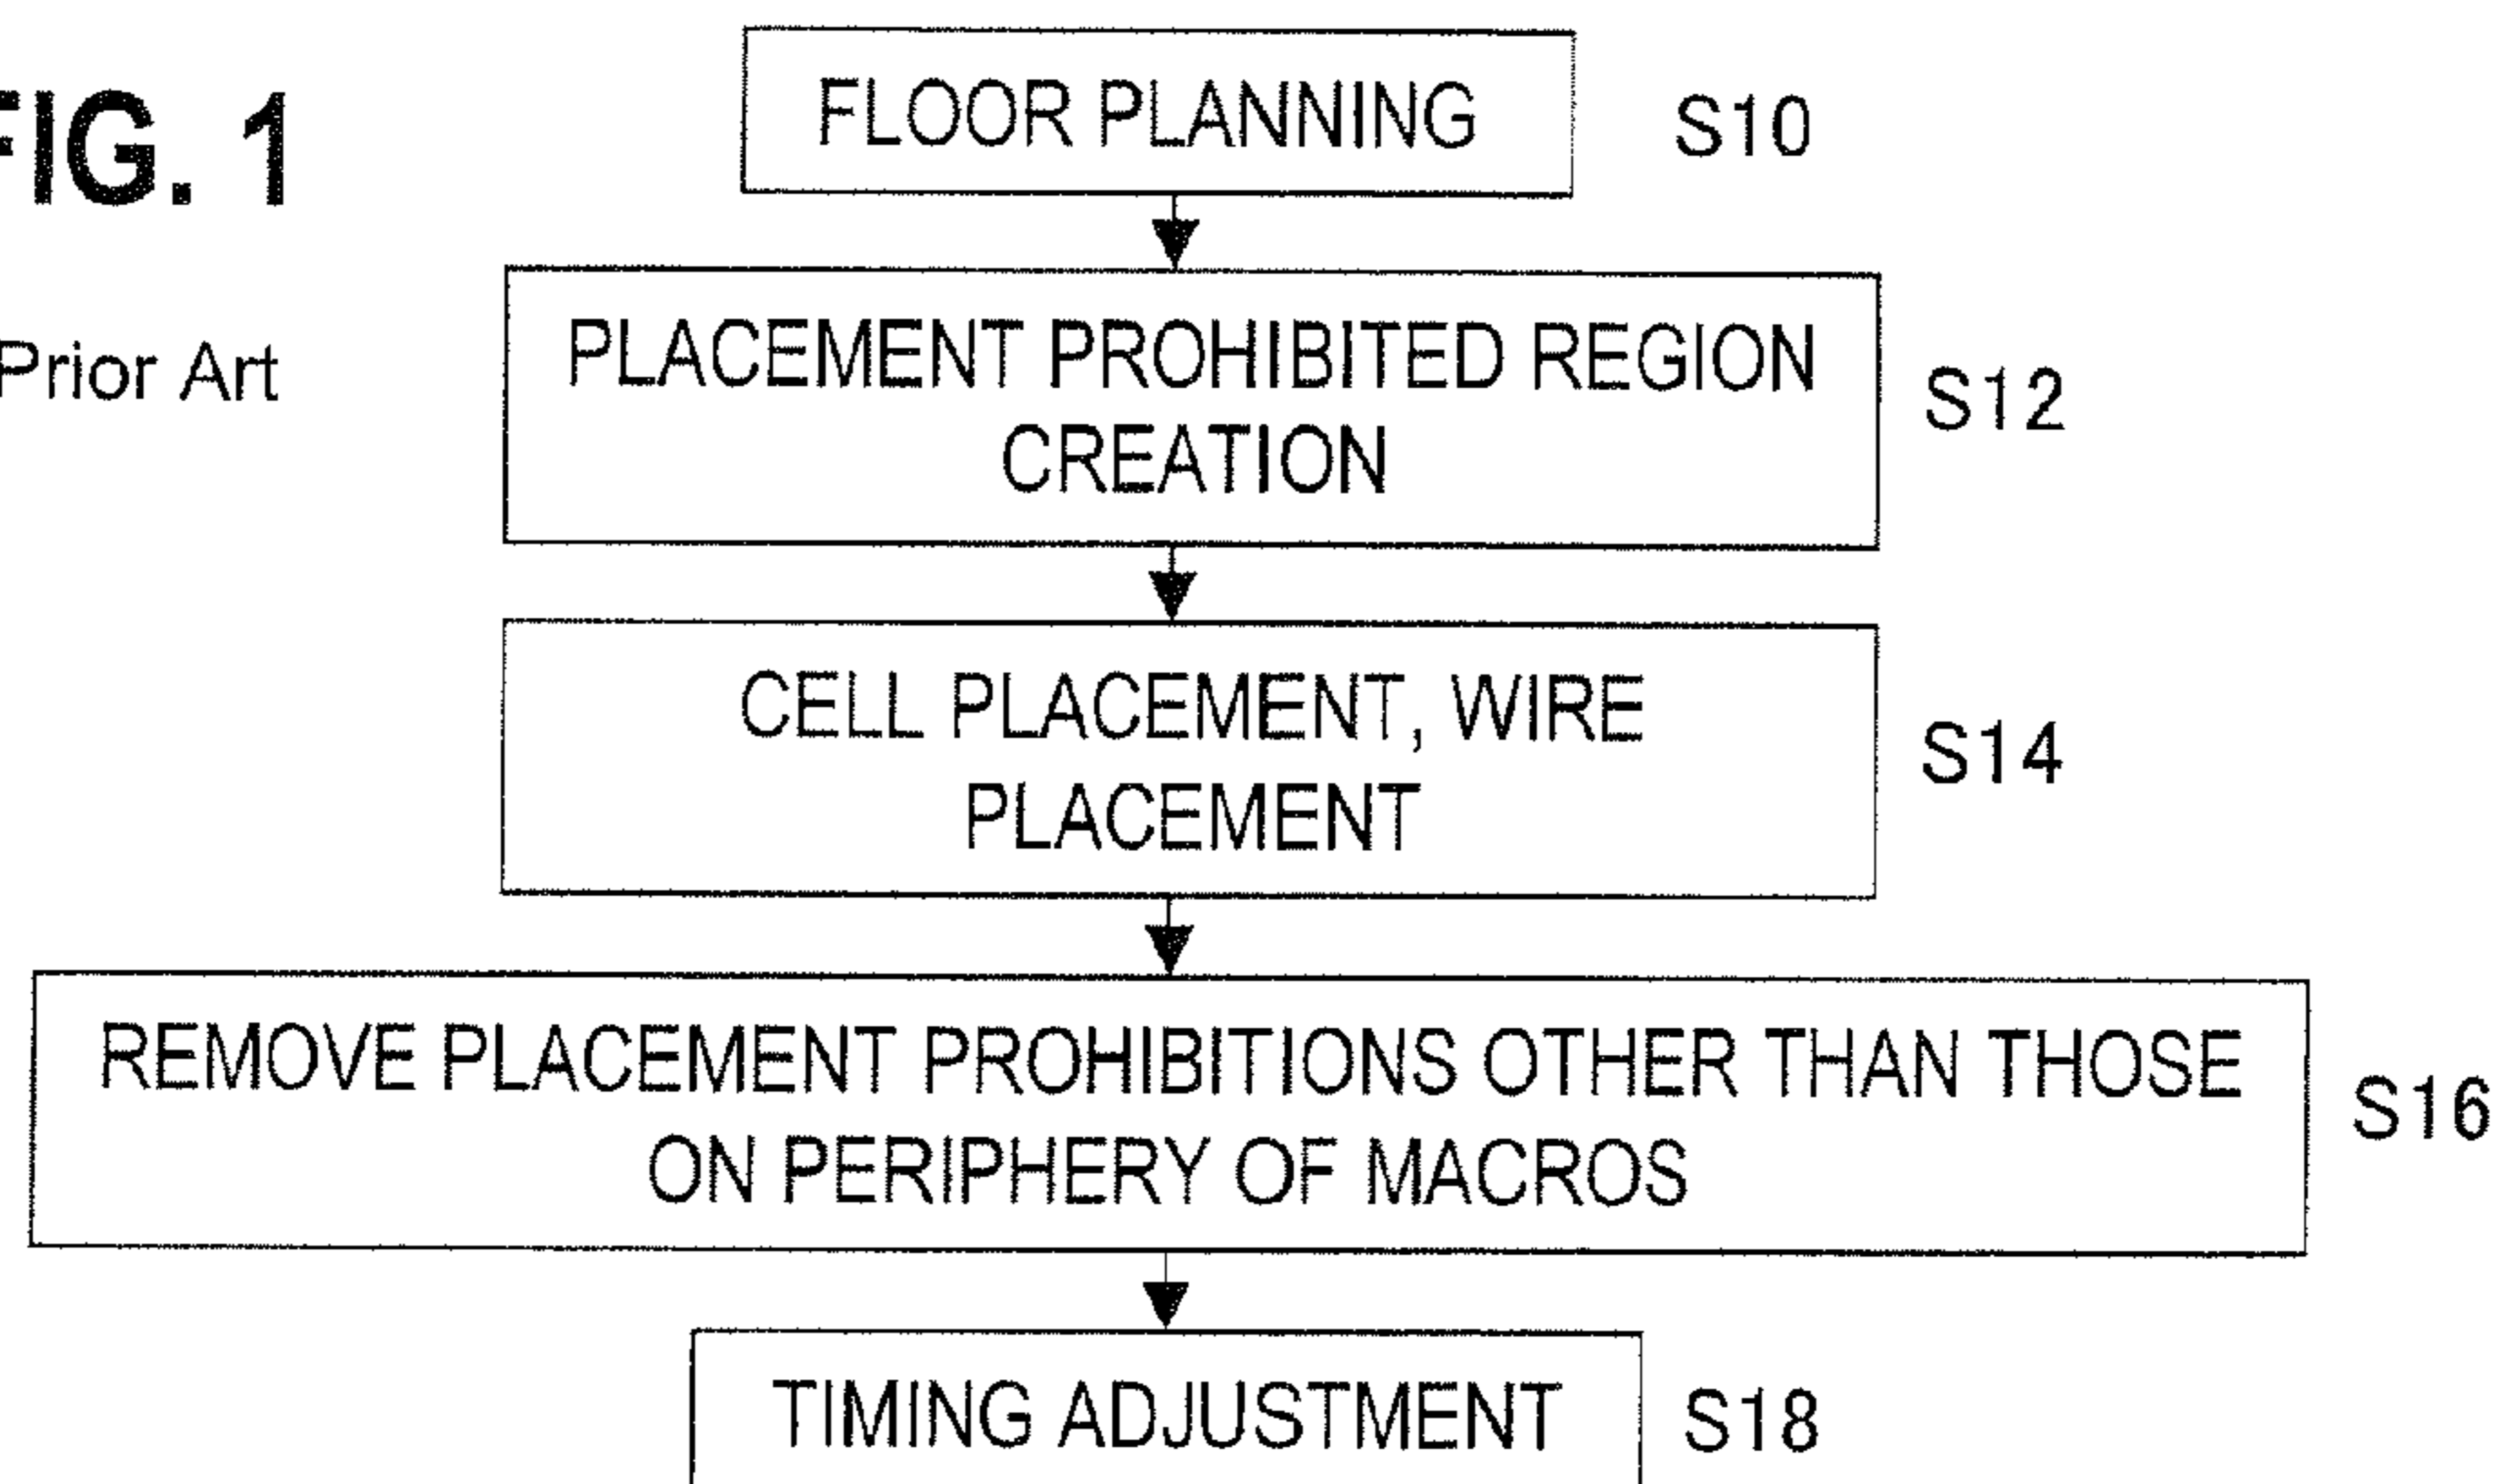 FIG. 1
Prior Art
FLOOR PLANNING
S10
PLACEMENT PROHIBITED REGION
CREATION
S12
CELL PLACEMENT, WIRE
PLACEMENT
S14
REMOVE PLACEMENT PROHIBITIONS OTHER THAN THOSE
ON PERIPHERY OF MACROS
S16
TIMING ADJUSTMENT
S18